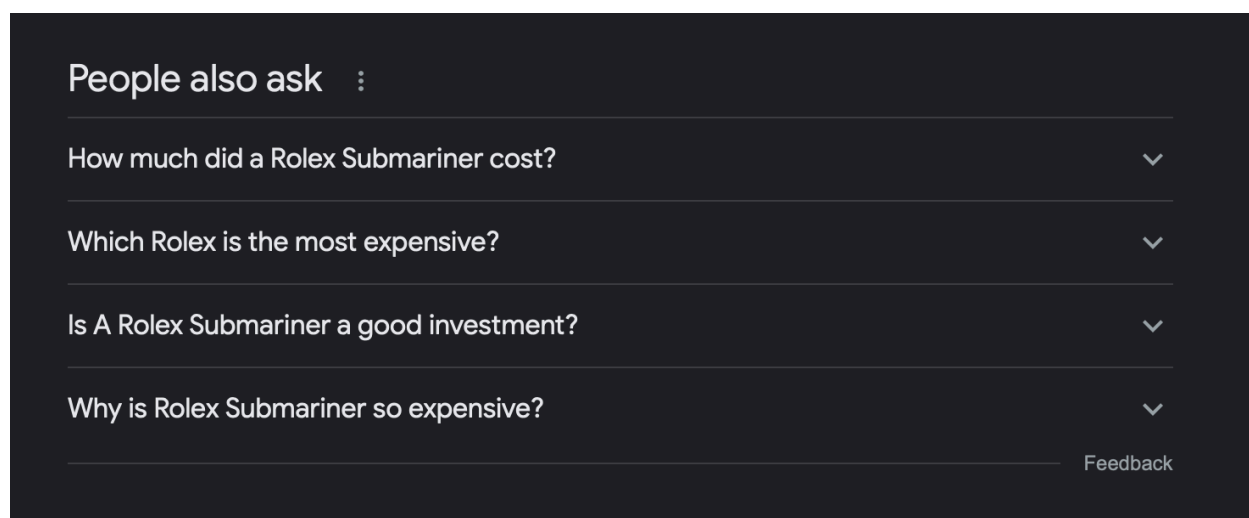 People also ask
How much did a Rolex Submariner cost?
Which Rolex is the most expensive?
Is A Rolex Submariner a good investment?
Why is Rolex Submariner so expensive?
Feedback